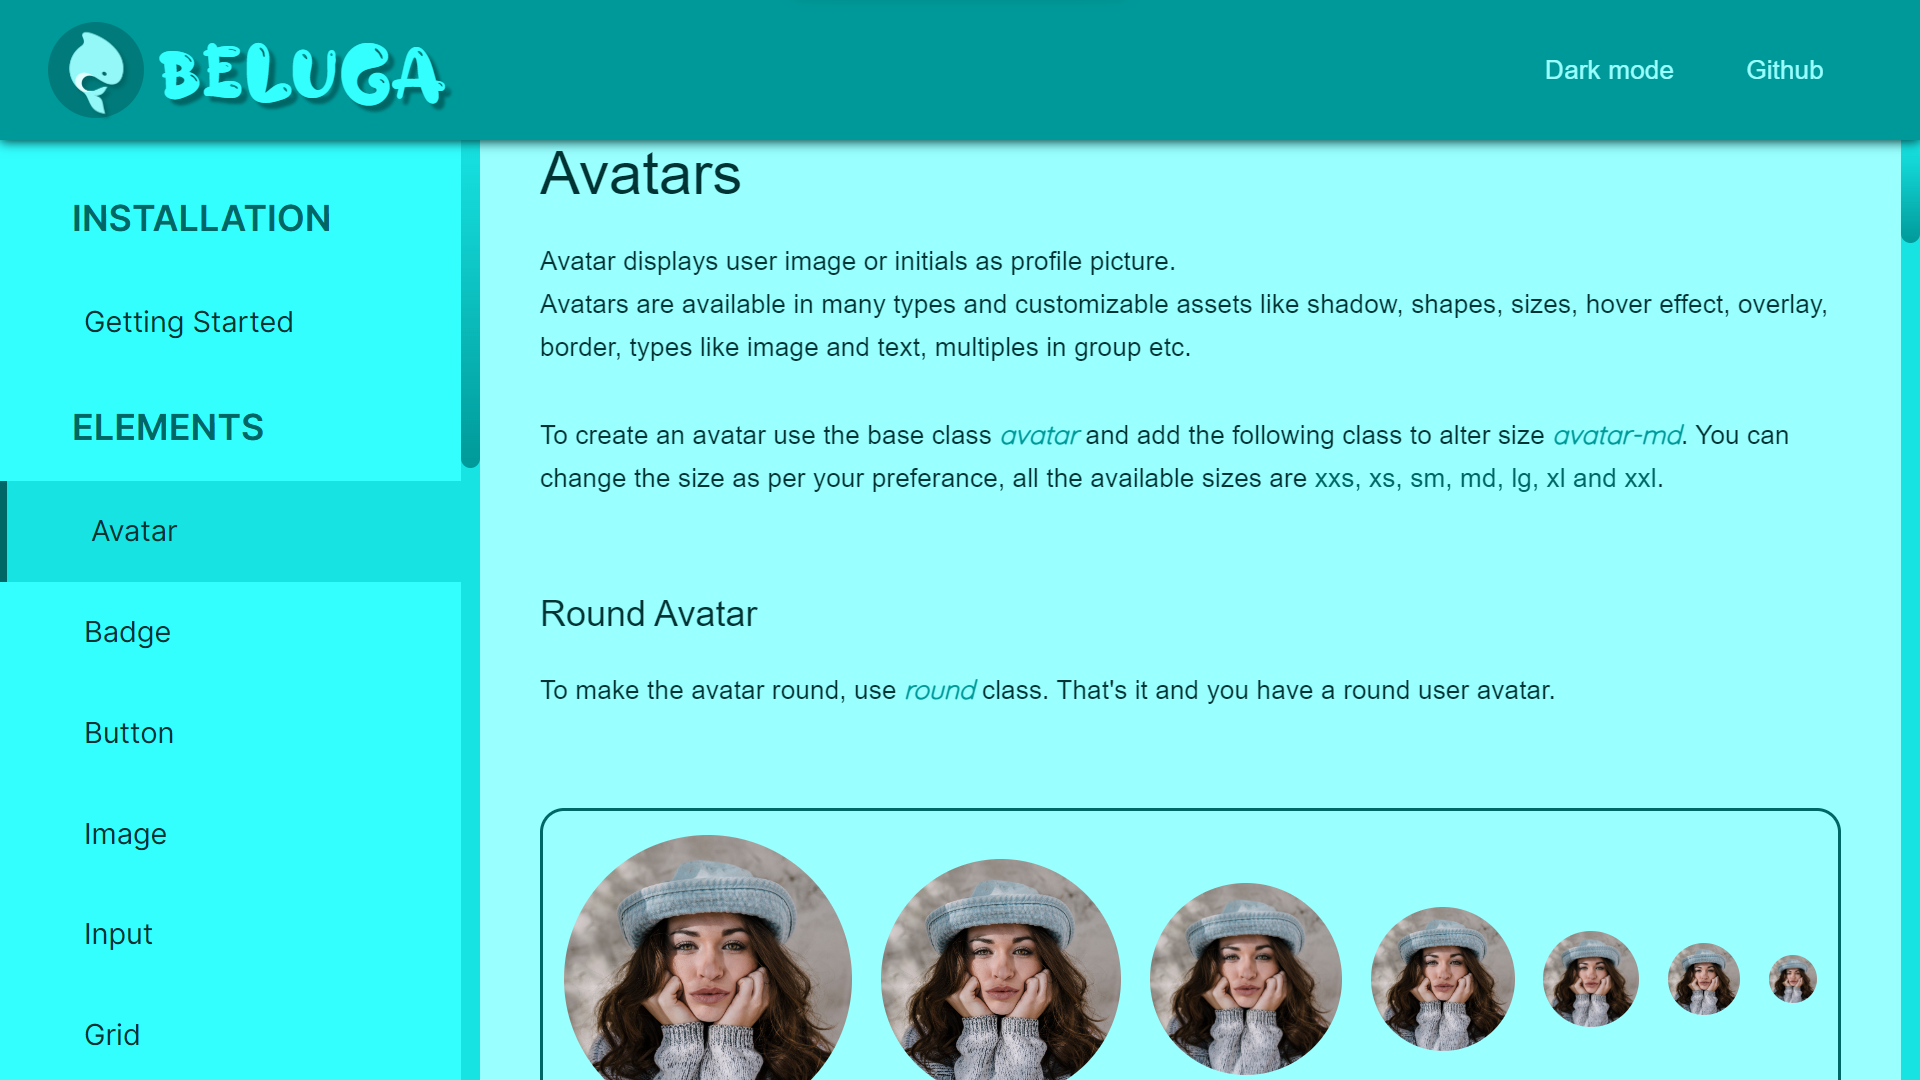 BELUGA
Dark mode
Github
INSTALLATION
Getting Started
ELEMENTS
Avatar
Badge
Button
Image
Input
Grid
Avatars
Avatar displays user image or initials as profile picture.
Avatars are available in many types and customizable assets like shadow, shapes, sizes, hover effect, overlay,
border, types like image and text, multiples in group etc.
To create an avatar use the base class avatar and add the following class to alter size avatar-md. You can
change the size as per your preferance, all the available sizes are xxs, xs, sm, md, lg, xl and xxl.
Round Avatar
To make the avatar round, use round class. That's it and you have a round user avatar.